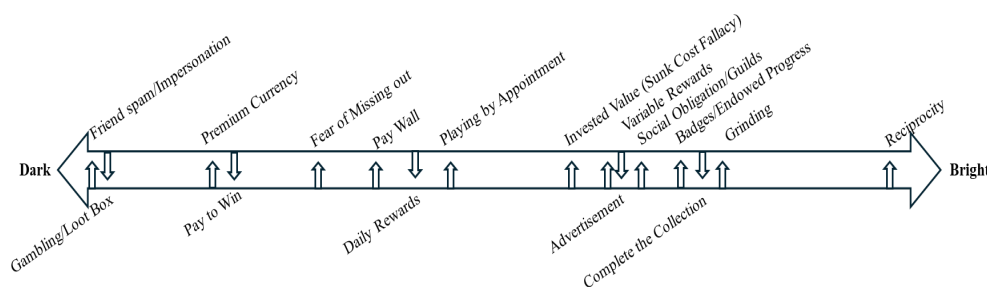 Friend spam/Impersonation
Premium Currency
Fear of Missing out
Pay Wall
Playing by Appointment
Invested Value (Sunk Cost Fallacy)
Variable Rewards
Social Obligation/Guilds
Badges/Endowed Progress
Grinding
Reciprocity
Dark
Bright
Gambling/Loot Box
Pay to Win
Daily Rewards
Advertisement
Complete the Collection